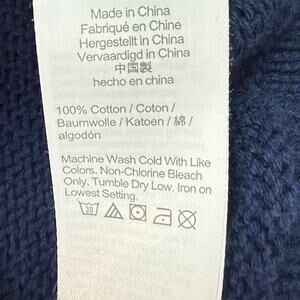 Made in China
Fabriqué en Chine
Hergestellt in China
Vervaardigd in China
中国製
hecho en china
100% Cotton / Coton /
Baumwolle / Katoen / 綿 /
algodón
Machine Wash Cold With Like
Colors. Non-Chlorine Bleach
Only. Tumble Dry Low. Iron on
Lowest Setting.
30